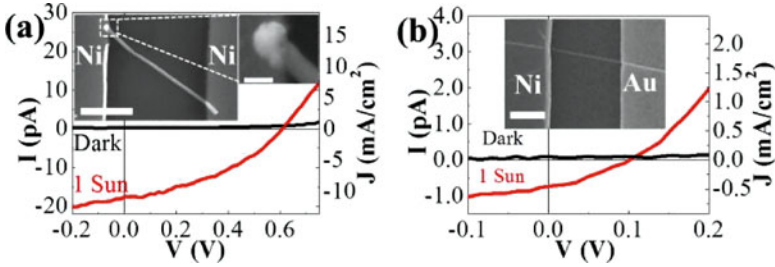 (a)
30
20
10
0
-10
-20
I (pA)
Ni
Ni
Dark
1 Sun
15
10
5
0
-5
-10
J (mA/cm²)
-0.2 0.0 0.2 0.4 0.6
V (V)
(b)
4.0
3.0
2.0
1.0
0.0
-1.0
I (pA)
Ni
Au
Dark
1 Sun
2.0
1.5
1.0
0.5
0.0
-0.5
J (mA/cm²)
-0.1 0.0 0.1 0.2
V (V)